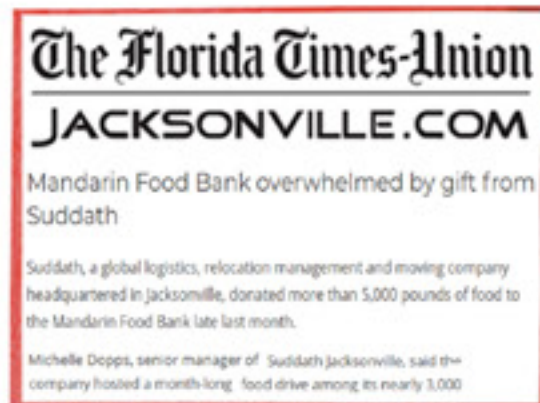 The Florida Times-Union
JACKSONVILLE.COM
Mandarin Food Bank overwhelmed by gift from
Suddath
Suddath, a global logistics, relocation management and moving company
headquartered in Jacksonville, donated more than 5,000 pounds of food to
the Mandarin Food Bank late last month.
Michelle Dopps, senior manager of Suddath Jacksonville, said the
company hosted a month-long food drive among its nearly 3,000